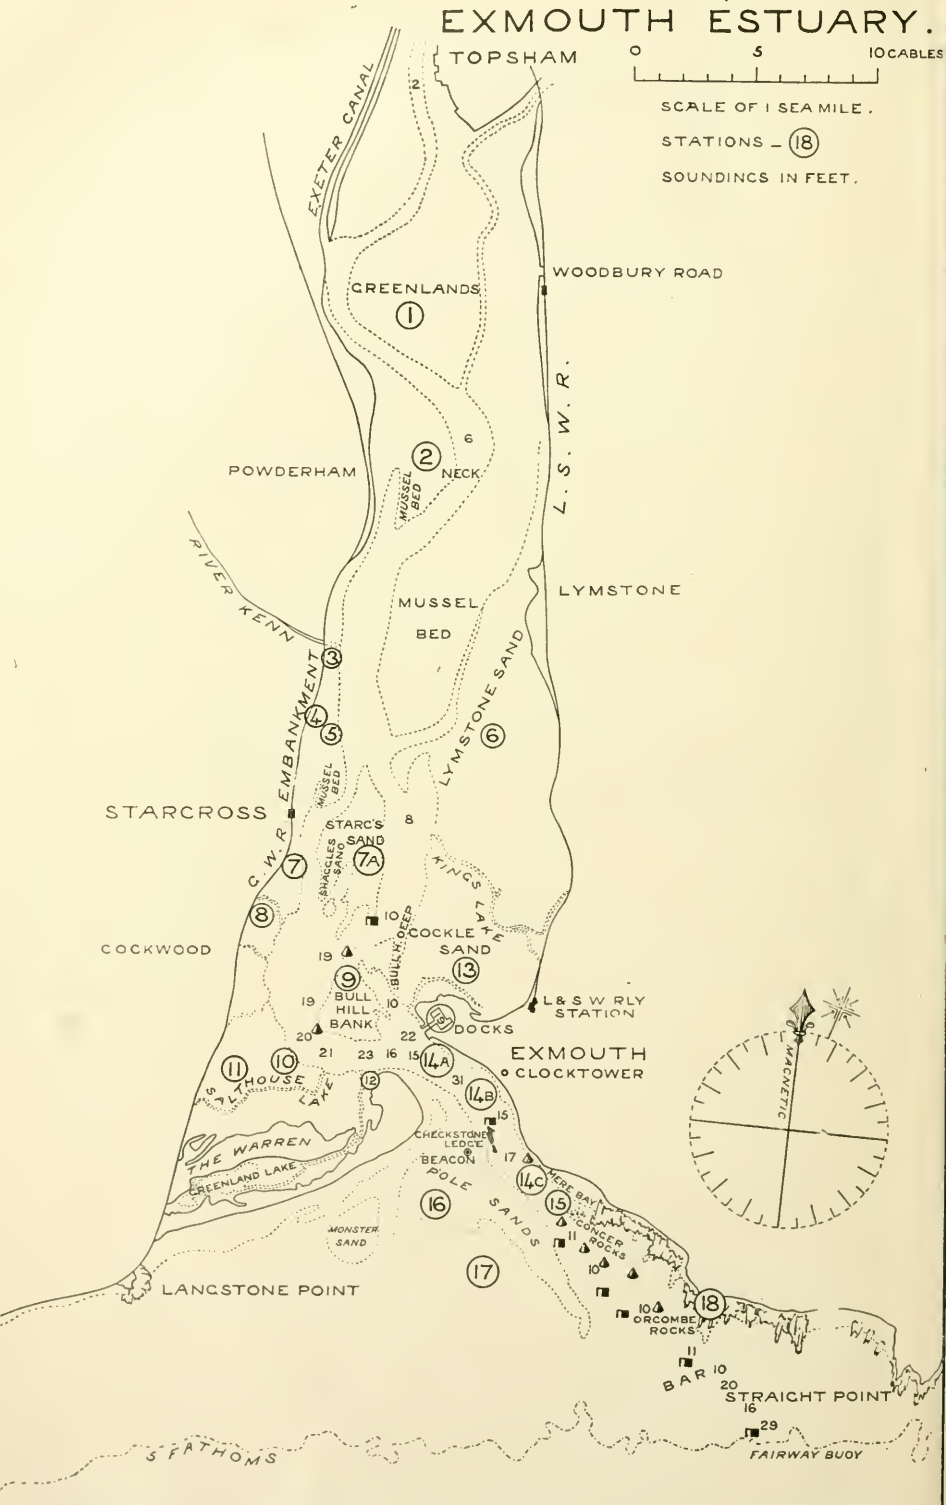 EXMOUTH ESTUARY.
TOPSHAM
0 5 10 CABLES
SCALE OF 1 SEA MILE.
STATIONS – 18
SOUNDINGS IN FEET.
EXETER CANAL
2
WOODBURY ROAD
GREENLANDS
1
L. S. W. R.
6
2
NECK
POWDERHAM
MUSSEL
BED
RIVER KENN
LYMSTONE
MUSSEL
BED
3
4
5
EMBANKMENT
LYMSTONE SAND
6
MUSSEL
BED
STARCROSS
G. W. R
STARC'S
SAND
8
7
7A
SHAGGLES
SAND
KINGS LAKE
8
10
COCKLE
SAND
COCKWOOD
19
BULL H. DEEP
13
9
19
BULL
HILL
BANK
10
L & S W RLY
STATION
DOCKS
20
22
21
23
16
15
14A
EXMOUTH
CLOCKTOWER
11
10
12
31
14B
SALTHOUSE
LAKE
15
CHECKSTONE
LEDGE
BEACON
17
THE WARREN
GREENLAND LAKE
POLE SANDS
14C
MERE BAY
15
16
CONGER
ROCKS
11
MONSTER
SAND
17
10
LANGSTONE POINT
18
10
ORCOMBE
ROCKS
11
BAR
10
20
STRAIGHT POINT
16
29
FAIRWAY BUOY
5 FATHOMS
MAGNETIC